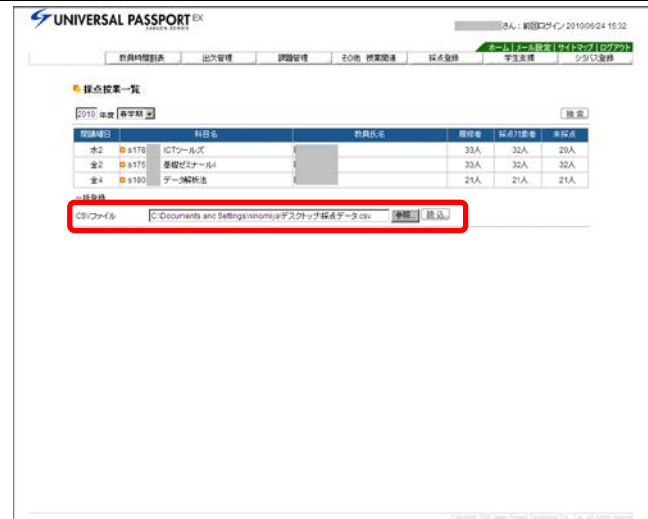 UNIVERSAL PASSPORT EX
GAKUEN SERIES
さん：前回ログイン 2010/06/24 15:32
ホーム | メール設定 | サイトマップ | ログアウト
教員時間割表 出欠管理 課題管理 その他 授業関連 採点登録 学生支援 シラバス登録
採点授業一覧
2010 年度 春学期 検索
開講曜日 科目名 教員氏名 履修者 採点対象者 未採点
水2 s178 ICTツールズ 33人 32人 20人
金2 s175 基礎ゼミナールI 33人 32人 32人
金4 s180 データ解析法 21人 21人 21人
一括登録
CSVファイル C:\Documents and Settings\ninomiya\デスクトップ\採点データ.csv 参照... 読込